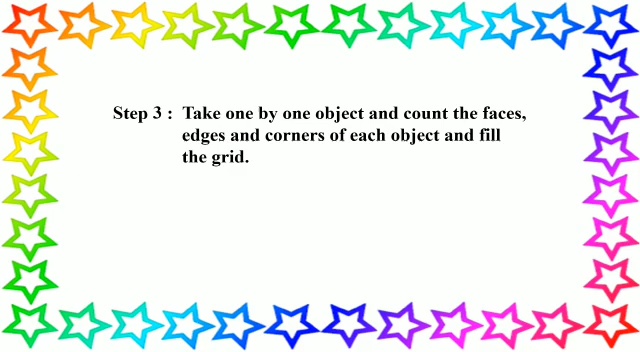 Step 3 : Take one by one object and count the faces,
edges and corners of each object and fill
the grid.